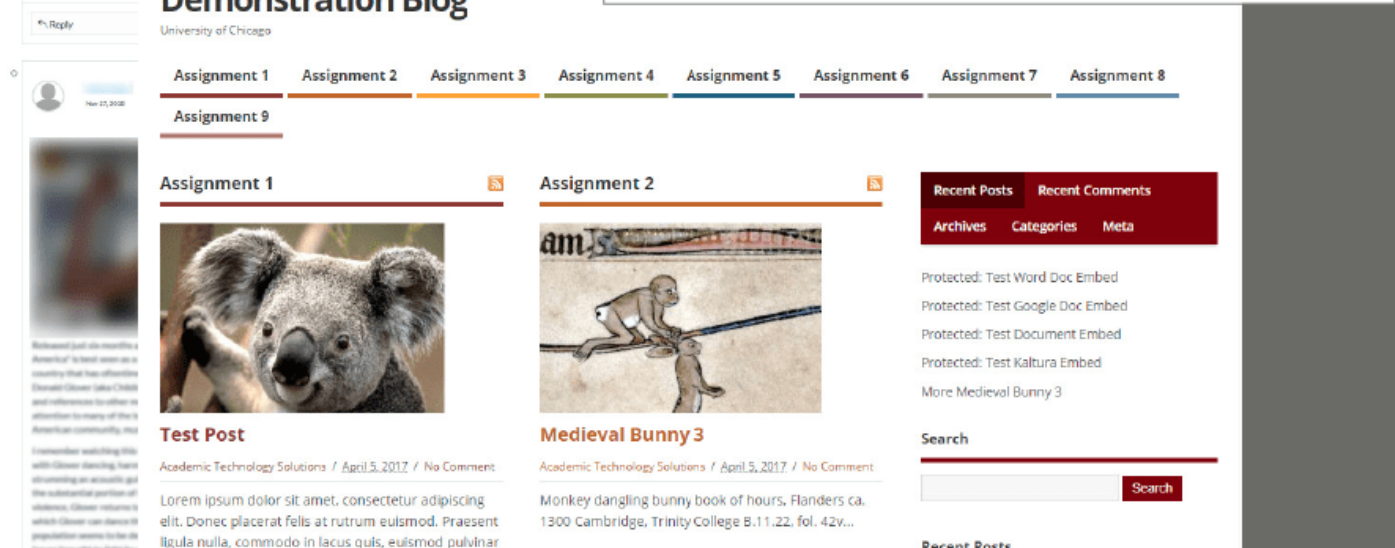 Demonstration Blog
University of Chicago
Reply
Nov 27, 2018
Assignment 1
Assignment 2
Assignment 3
Assignment 4
Assignment 5
Assignment 6
Assignment 7
Assignment 8
Assignment 9
Assignment 1
am
Test Post
Academic Technology Solutions / April 5, 2017 / No Comment
Lorem ipsum dolor sit amet, consectetur adipiscing
elit. Donec placerat felis at rutrum euismod. Praesent
ligula nulla, commodo in lacus quis, euismod pulvinar
Assignment 2
Medieval Bunny 3
Academic Technology Solutions / April 5, 2017 / No Comment
Monkey dangling bunny book of hours, Flanders ca.
1300 Cambridge, Trinity College B.11.22, fol. 42v...
Recent Posts
Recent Comments
Archives
Categories
Meta
Protected: Test Word Doc Embed
Protected: Test Google Doc Embed
Protected: Test Document Embed
Protected: Test Kaltura Embed
More Medieval Bunny 3
Search
Search
Recent Posts